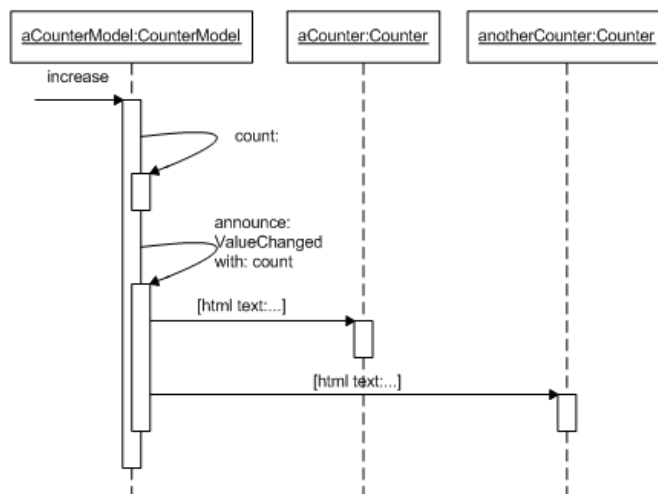 aCounterModel:CounterModel
aCounter:Counter
anotherCounter:Counter
increase
count:
announce:
ValueChanged
with: count
[html text:...]
[html text:...]